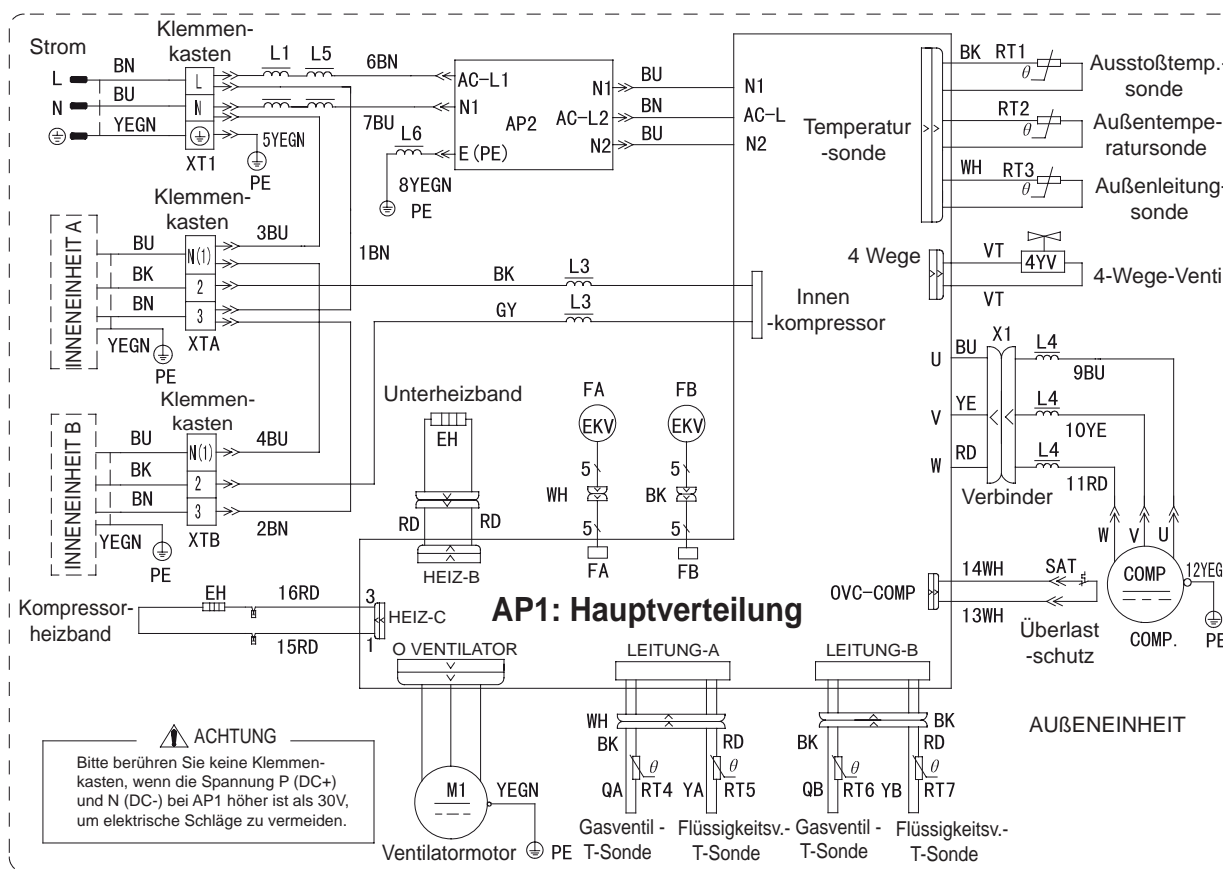 Strom
Klemmen-
kasten
L
N
BN
BU
YEGN
L
N
XT1
L1
L5
6BN
7BU
5YEGN
PE
L6
8YEGN
PE
AC-L1
N1
E(PE)
AP2
N1
AC-L2
N2
BU
BN
BU
N1
AC-L
N2
Temperatur
-sonde
BK
RT1
θ
Ausstoßtemp.-
sonde
RT2
θ
Außentempe-
ratursonde
WH
RT3
θ
Außenleitung-
sonde
INNENEINHEIT A
BU
BK
BN
YEGN
PE
Klemmen-
kasten
N(1)
2
3
XTA
3BU
1BN
BK
L3
GY
L3
Innen
-kompressor
4 Wege
VT
4YV
VT
4-Wege-Venti
INNENEINHEIT B
BU
BK
BN
YEGN
PE
Klemmen-
kasten
N(1)
2
3
XTB
4BU
2BN
Unterheizband
EH
RD
RD
HEIZ-B
FA
EKV
5
WH
5
FA
FB
EKV
5
BK
5
FB
U
V
W
BU
YE
RD
X1
Verbinder
L4
9BU
L4
10YE
L4
11RD
W
V
U
COMP
COMP.
12YEG
PE
OVC-COMP
14WH
SAT
13WH
Überlast
-schutz
Kompressor-
heizband
EH
16RD
15RD
3
1
HEIZ-C
AP1: Hauptverteilung
O VENTILATOR
M1
YEGN
PE
Ventilatormotor
LEITUNG-A
WH
BK
RD
θ
θ
QA
RT4
YA
RT5
Gasventil -
T-Sonde
Flüssigkeitsv.-
T-Sonde
LEITUNG-B
BK
BK
RD
θ
θ
QB
RT6
YB
RT7
Gasventil -
T-Sonde
Flüssigkeitsv.-
T-Sonde
AUßENEINHEIT
ACHTUNG
Bitte berühren Sie keine Klemmen-
kasten, wenn die Spannung P (DC+)
und N (DC-) bei AP1 höher ist als 30V,
um elektrische Schläge zu vermeiden.